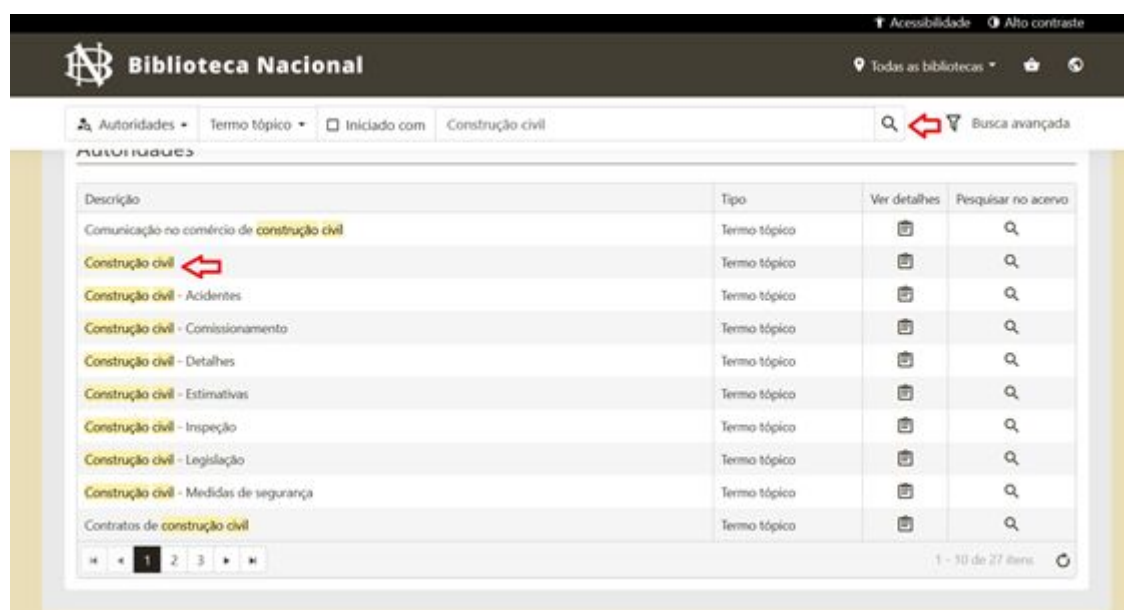 Acessibilidade Alto contraste
Biblioteca Nacional Todas as bibliotecas
Autoridades Termo tópico Iniciado com Construção civil Busca avançada
Autoridades
Descrição Tipo Ver detalhes Pesquisar no acervo
Comunicação no comércio de construção civil Termo tópico
Construção civil Termo tópico
Construção civil - Acidentes Termo tópico
Construção civil - Comissionamento Termo tópico
Construção civil - Detalhes Termo tópico
Construção civil - Estimativas Termo tópico
Construção civil - Inspeção Termo tópico
Construção civil - Legislação Termo tópico
Construção civil - Medidas de segurança Termo tópico
Contratos de construção civil Termo tópico
1 2 3 1 - 10 de 27 itens